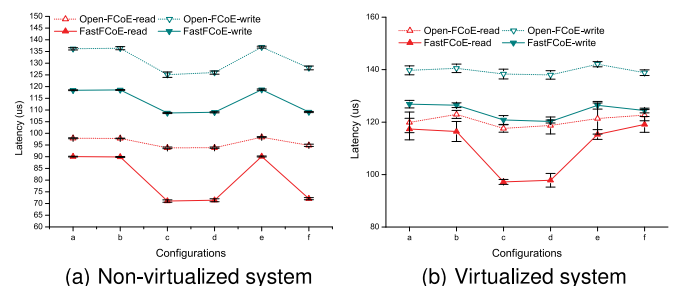 Open-FCoE-read Open-FCoE-write
FastFCoE-read FastFCoE-write
150
145
140
135
130
125
120
115
110
105
100
95
90
85
80
75
70
65
60
Latency (us)
a b c d e f
Configurations
(a) Non-virtualized system
Open-FCoE-read Open-FCoE-write
FastFCoE-read FastFCoE-write
160
140
120
100
80
Latency (us)
a b c d e f
Configurations
(b) Virtualized system